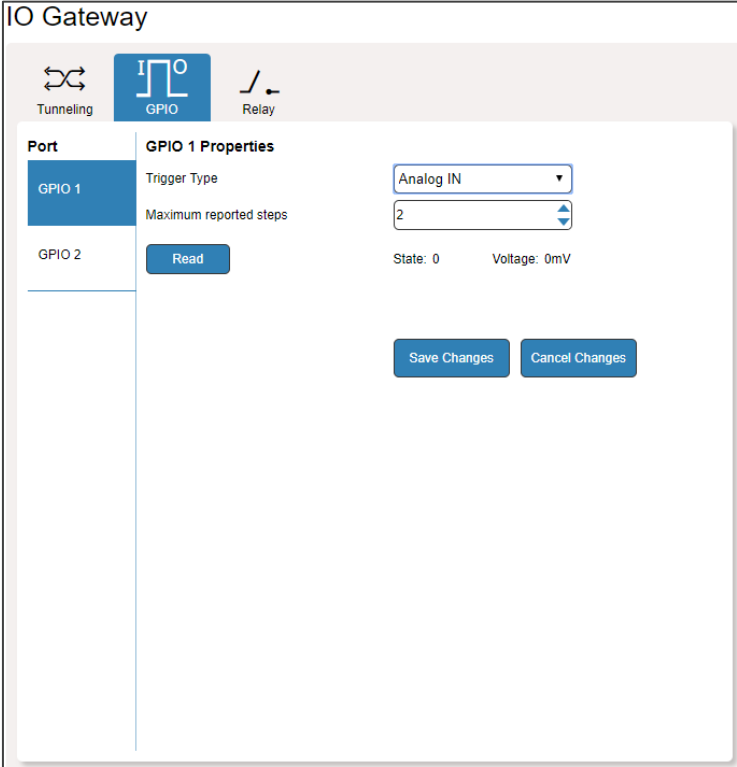 IO Gateway
I O
Tunneling GPIO Relay
Port
GPIO 1
GPIO 2
GPIO 1 Properties
Trigger Type Analog IN
Maximum reported steps 2
Read State: 0 Voltage: 0mV
Save Changes Cancel Changes